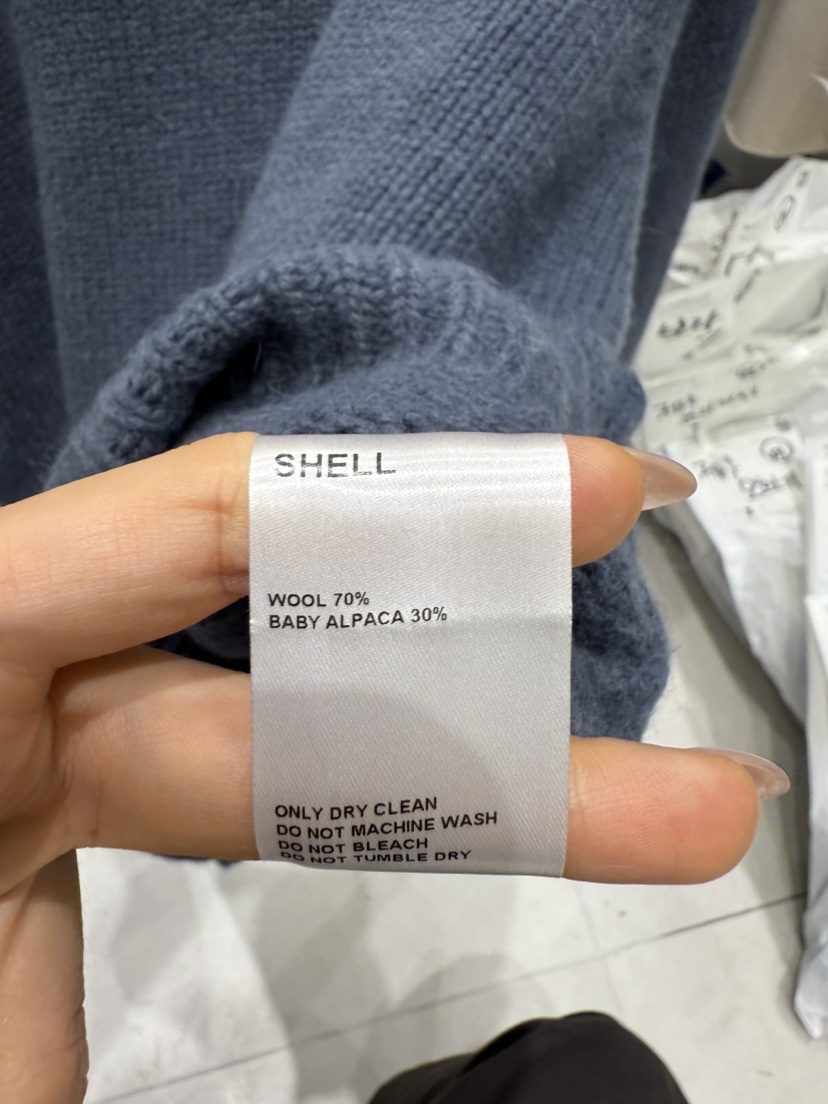 SHELL
WOOL 70%
BABY ALPACA 30%
ONLY DRY CLEAN
DO NOT MACHINE WASH
DO NOT BLEACH
DO NOT TUMBLE DRY